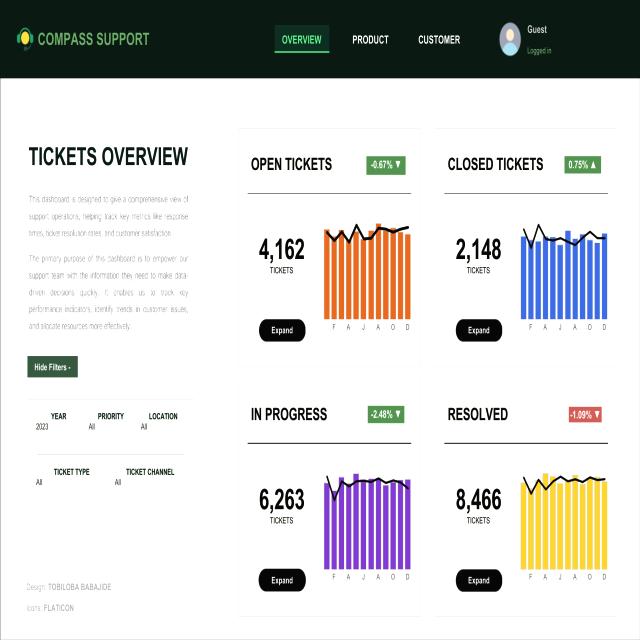 COMPASS SUPPORT
OVERVIEW PRODUCT CUSTOMER
Guest
Logged in
TICKETS OVERVIEW
This dashboard is designed to give a comprehensive view of
support operations, helping track key metrics like response
times, ticket resolution rates, and customer satisfaction.
The primary purpose of this dashboard is to empower our
support team with the information they need to make data-
driven decisions quickly. It enables us to track key
performance indicators, identify trends in customer issues,
and allocate resources more effectively.
Hide Filters -
YEAR PRIORITY LOCATION
2023 All All
TICKET TYPE TICKET CHANNEL
All All
Design: TOBILOBA BABAJIDE
Icons: FLATICON
OPEN TICKETS -0.67% ▼
4,162
TICKETS
Expand
F A J A O D
CLOSED TICKETS 0.75% ▲
2,148
TICKETS
Expand
F A J A O D
IN PROGRESS -2.48% ▼
6,263
TICKETS
Expand
F A J A O D
RESOLVED -1.09% ▼
8,466
TICKETS
Expand
F A J A O D